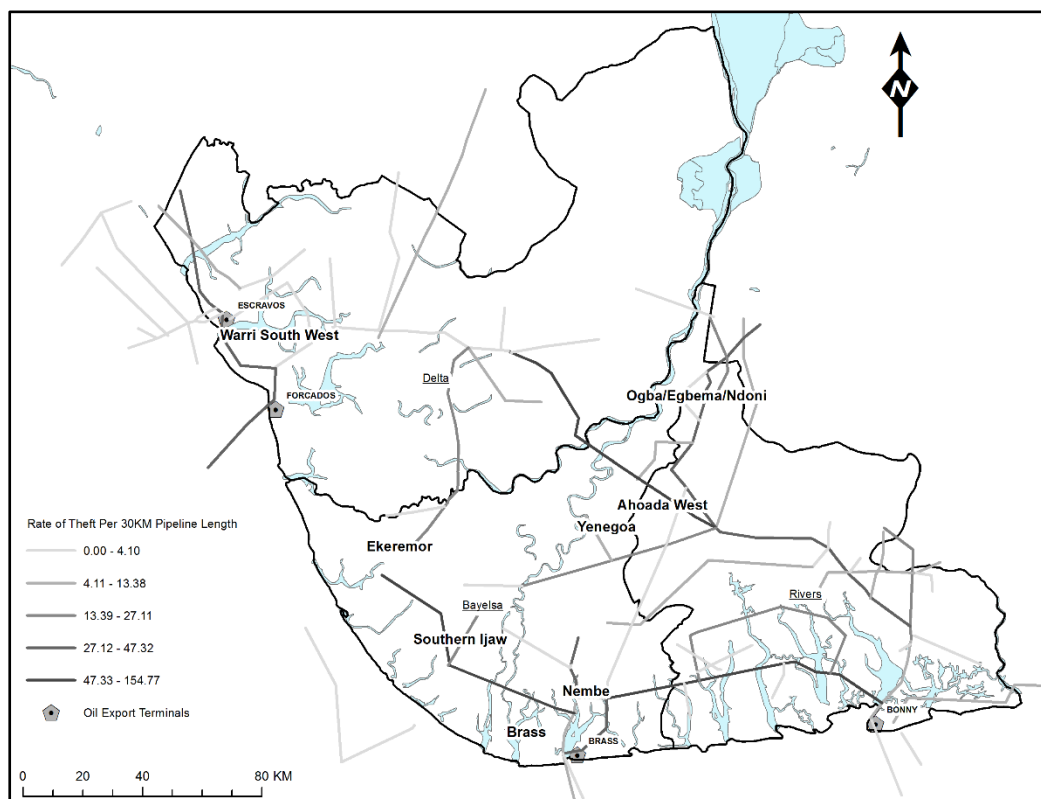 N
ESCRAVOS
Warri South West
Delta
FORCADOS
Ogba/Egbema/Ndoni
Ahoada West
Yenegoa
Ekeremor
Bayelsa
Rivers
Southern Ijaw
Nembe
Brass
BRASS
BONNY
Rate of Theft Per 30KM Pipeline Length
0.00 - 4.10
4.11 - 13.38
13.39 - 27.11
27.12 - 47.32
47.33 - 154.77
Oil Export Terminals
0 20 40 80 KM